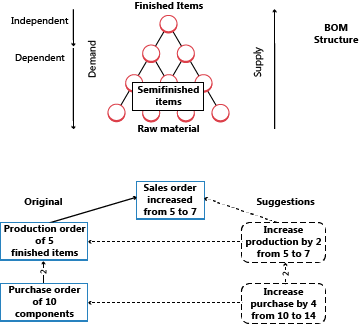 Finished Items
Independent
BOM
Structure
Dependent
Demand
Supply
Semifinished
items
Raw material
Original
Sales order
increased
from 5 to 7
Suggestions
Production order
of 5
finished items
Increase
production by 2
from 5 to 7
2
2
Purchase order
of 10
components
Increase
purchase by 4
from 10 to 14